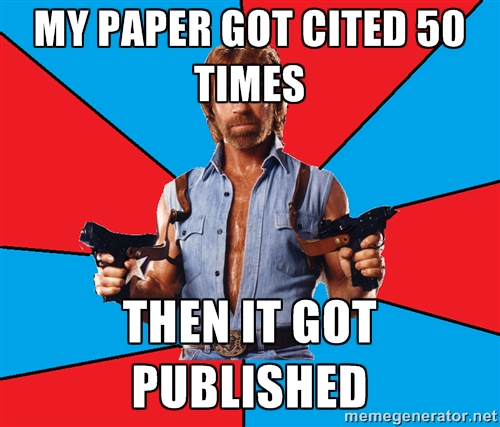 MY PAPER GOT CITED 50
TIMES
THEN IT GOT
PUBLISHED
memegenerator.net